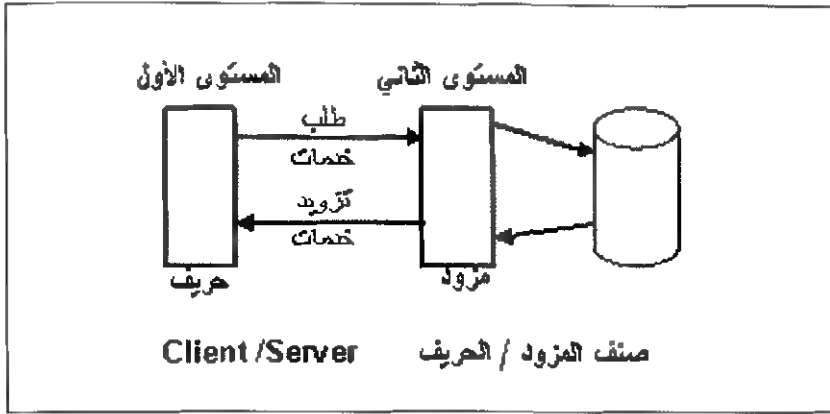 المستوى الأول
المستوى الثاني
طلب
خدمات
تزويد
خدمات
حريف
مزود
Client /Server
صنف المزود / الحريف